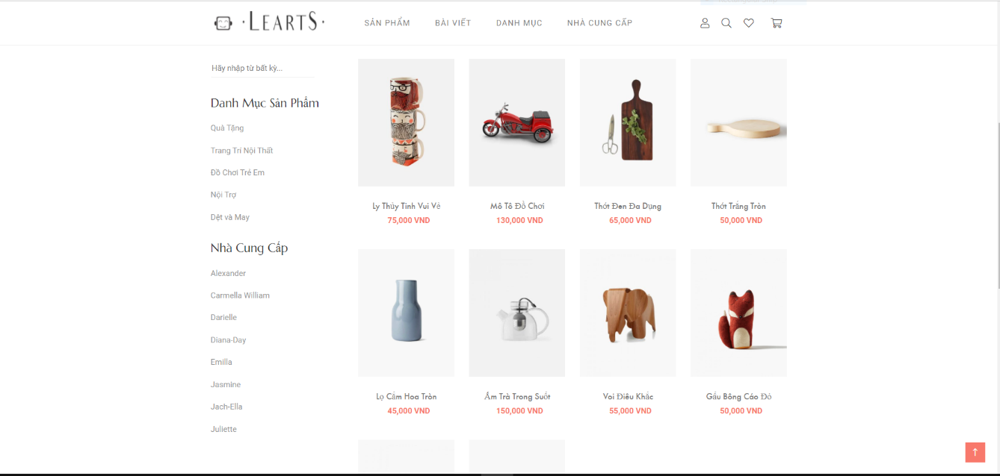 ·LEARTS·
SẢN PHẨM
BÀI VIẾT
DANH MỤC
NHÀ CUNG CẤP
Hãy nhập từ bất kỳ...
Danh Mục Sản Phẩm
Quà Tặng
Trang Trí Nội Thất
Đồ Chơi Trẻ Em
Nội Trợ
Dệt và May
Nhà Cung Cấp
Alexander
Carmella William
Darielle
Diana-Day
Emilla
Jasmine
Jach-Ella
Juliette
Ly Thủy Tinh Vui Vẻ
75,000 VND
Mô Tô Đồ Chơi
130,000 VND
Thớt Đen Đa Dụng
65,000 VND
Thớt Trắng Tròn
50,000 VND
Lọ Cắm Hoa Tròn
45,000 VND
Ấm Trà Trong Suốt
150,000 VND
Voi Điêu Khắc
55,000 VND
Gấu Bông Cáo Đỏ
50,000 VND